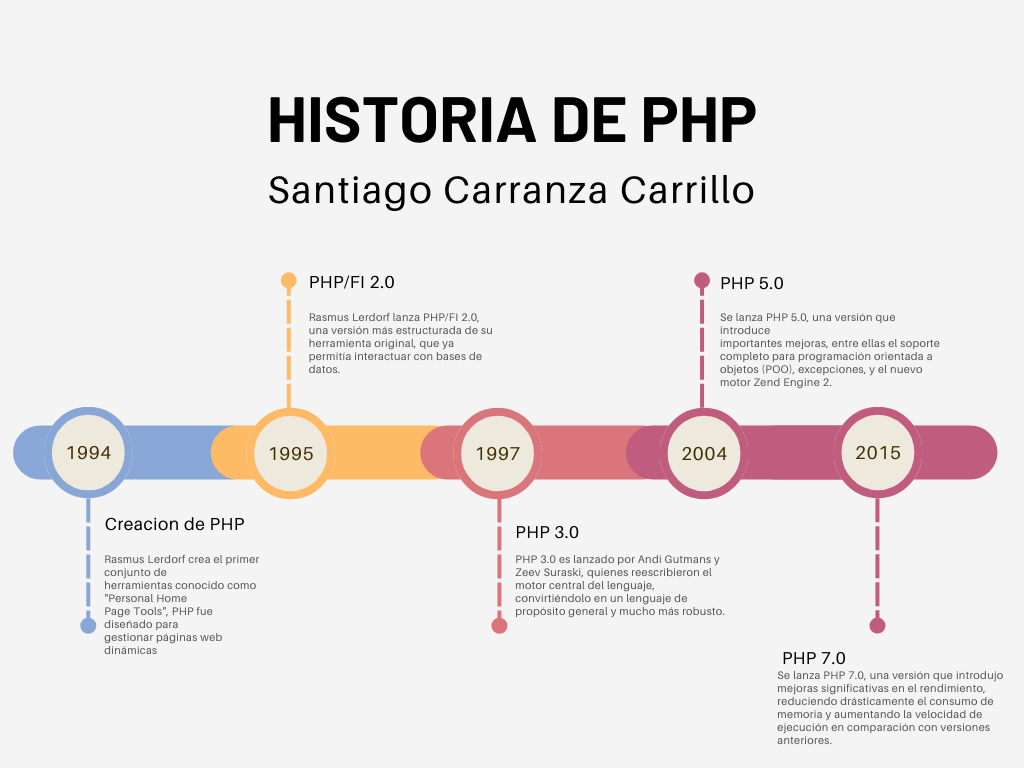 HISTORIA DE PHP
Santiago Carranza Carrillo
PHP/FI 2.0
Rasmus Lerdorf lanza PHP/FI 2.0,
una versión más estructurada de su
herramienta original, que ya
permitía interactuar con bases de
datos.
PHP 5.0
Se lanza PHP 5.0, una versión que
introduce
importantes mejoras, entre ellas el soporte
completo para programación orientada a
objetos (POO), excepciones, y el nuevo
motor Zend Engine 2.
1994
1995
1997
2004
2015
Creacion de PHP
Rasmus Lerdorf crea el primer
conjunto de
herramientas conocido como
"Personal Home
Page Tools", PHP fue
diseñado para
gestionar páginas web
dinámicas
PHP 3.0
PHP 3.0 es lanzado por Andi Gutmans y
Zeev Suraski, quienes reescribieron el
motor central del lenguaje,
convirtiéndolo en un lenguaje de
propósito general y mucho más robusto.
PHP 7.0
Se lanza PHP 7.0, una versión que introdujo
mejoras significativas en el rendimiento,
reduciendo drásticamente el consumo de
memoria y aumentando la velocidad de
ejecución en comparación con versiones
anteriores.